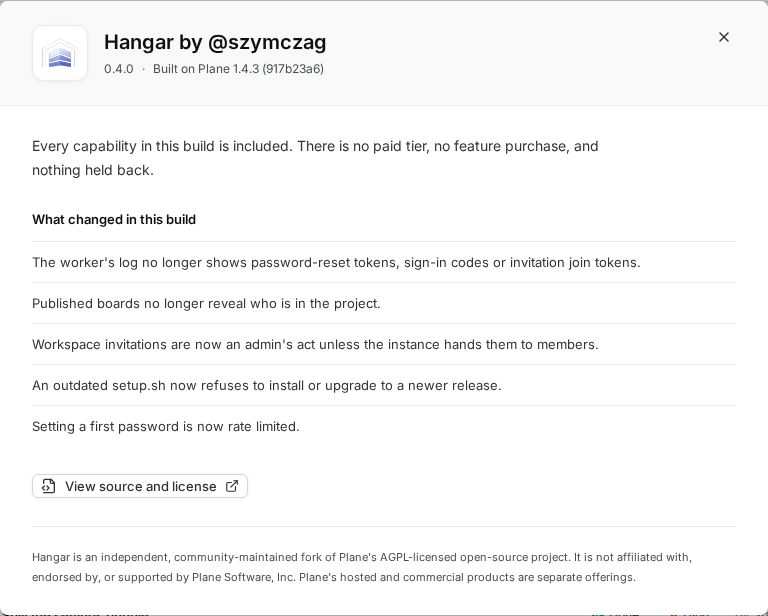 Hangar by @szymczag
0.4.0 · Built on Plane 1.4.3 (917b23a6)
Every capability in this build is included. There is no paid tier, no feature purchase, and
nothing held back.
What changed in this build
The worker's log no longer shows password-reset tokens, sign-in codes or invitation join tokens.
Published boards no longer reveal who is in the project.
Workspace invitations are now an admin's act unless the instance hands them to members.
An outdated setup.sh now refuses to install or upgrade to a newer release.
Setting a first password is now rate limited.
View source and license
Hangar is an independent, community-maintained fork of Plane's AGPL-licensed open-source project. It is not affiliated with,
endorsed by, or supported by Plane Software, Inc. Plane's hosted and commercial products are separate offerings.